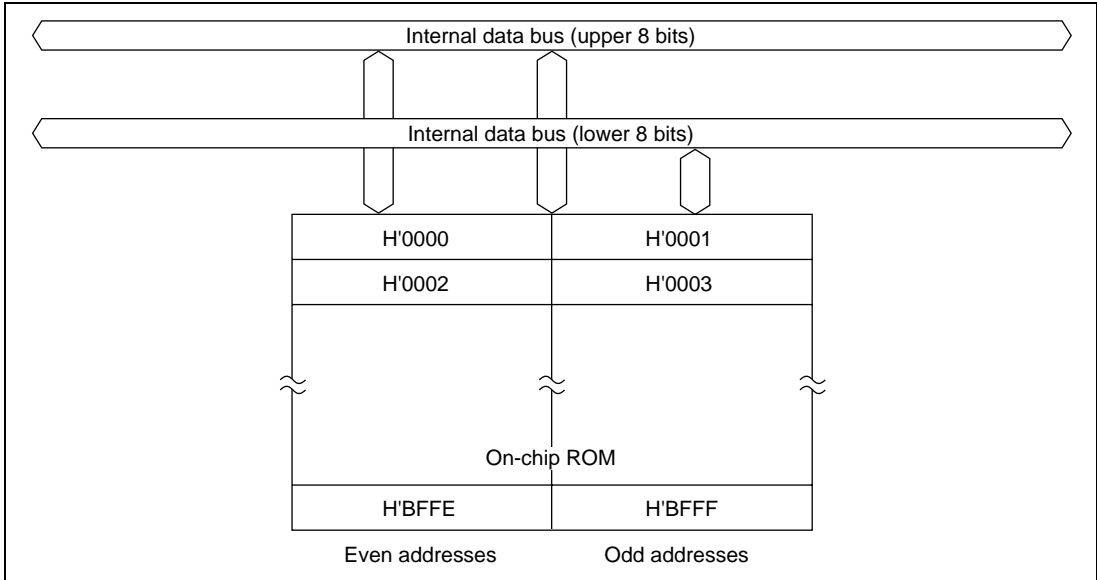 Internal data bus (upper 8 bits)
Internal data bus (lower 8 bits)
H'0000 H'0001
H'0002 H'0003
On-chip ROM
H'BFFE H'BFFF
Even addresses Odd addresses